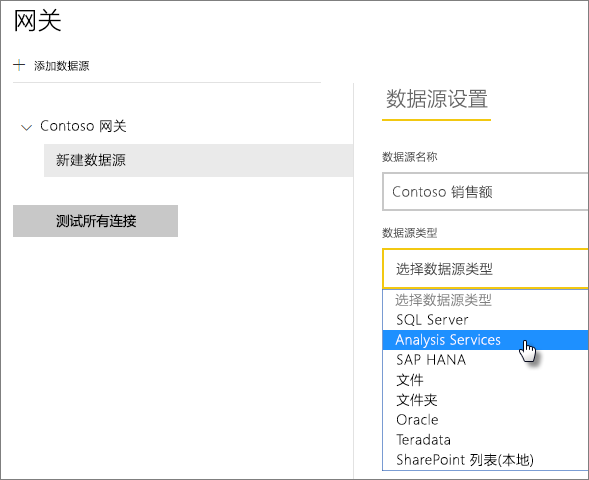 网关
添加数据源
Contoso 网关
新建数据源
测试所有连接
数据源设置
数据源名称
Contoso 销售额
数据源类型
选择数据源类型
选择数据源类型
SQL Server
Analysis Services
SAP HANA
文件
文件夹
Oracle
Teradata
SharePoint 列表(本地)